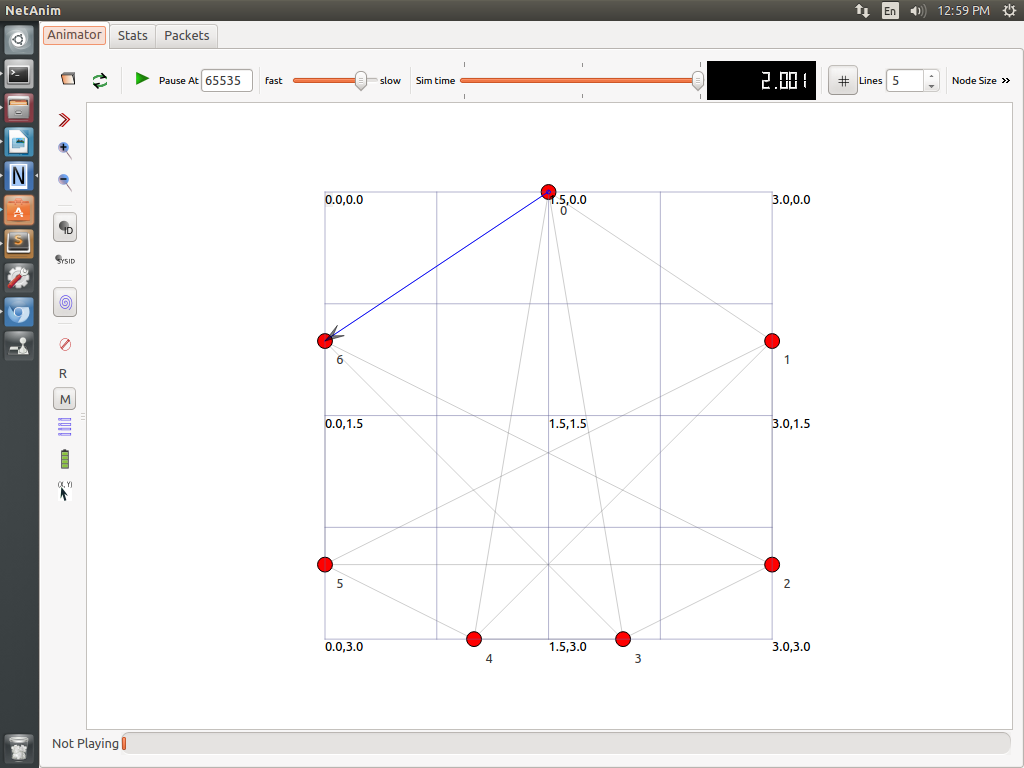 NetAnim
En
12:59 PM
Animator Stats Packets
Pause At 65535 fast slow Sim time 2.001 # Lines 5 Node Size »
ID
SYSID
R
M
(X, Y)
N
A
S
0.0,0.0 1.5,0.0 3.0,0.0
0
6 1
0.0,1.5 1.5,1.5 3.0,1.5
5 2
0.0,3.0 1.5,3.0 3.0,3.0
4 3
Not Playing